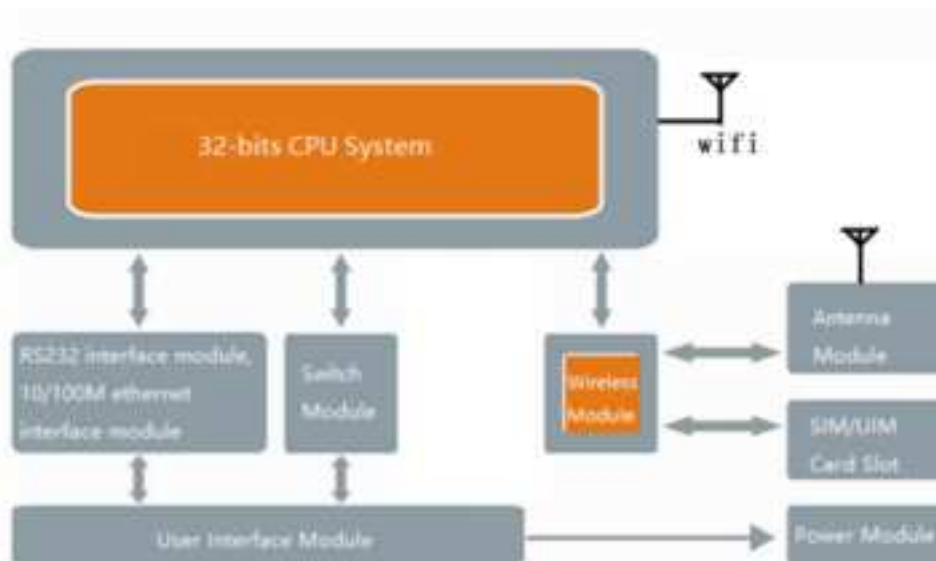 32-bits CPU System
wifi
Antenna
Module
RS232 interface module,
10/100M ethernet
interface module
Switch
Module
Wireless
Module
SIM/UIM
Card Slot
User Interface Module
Power Module